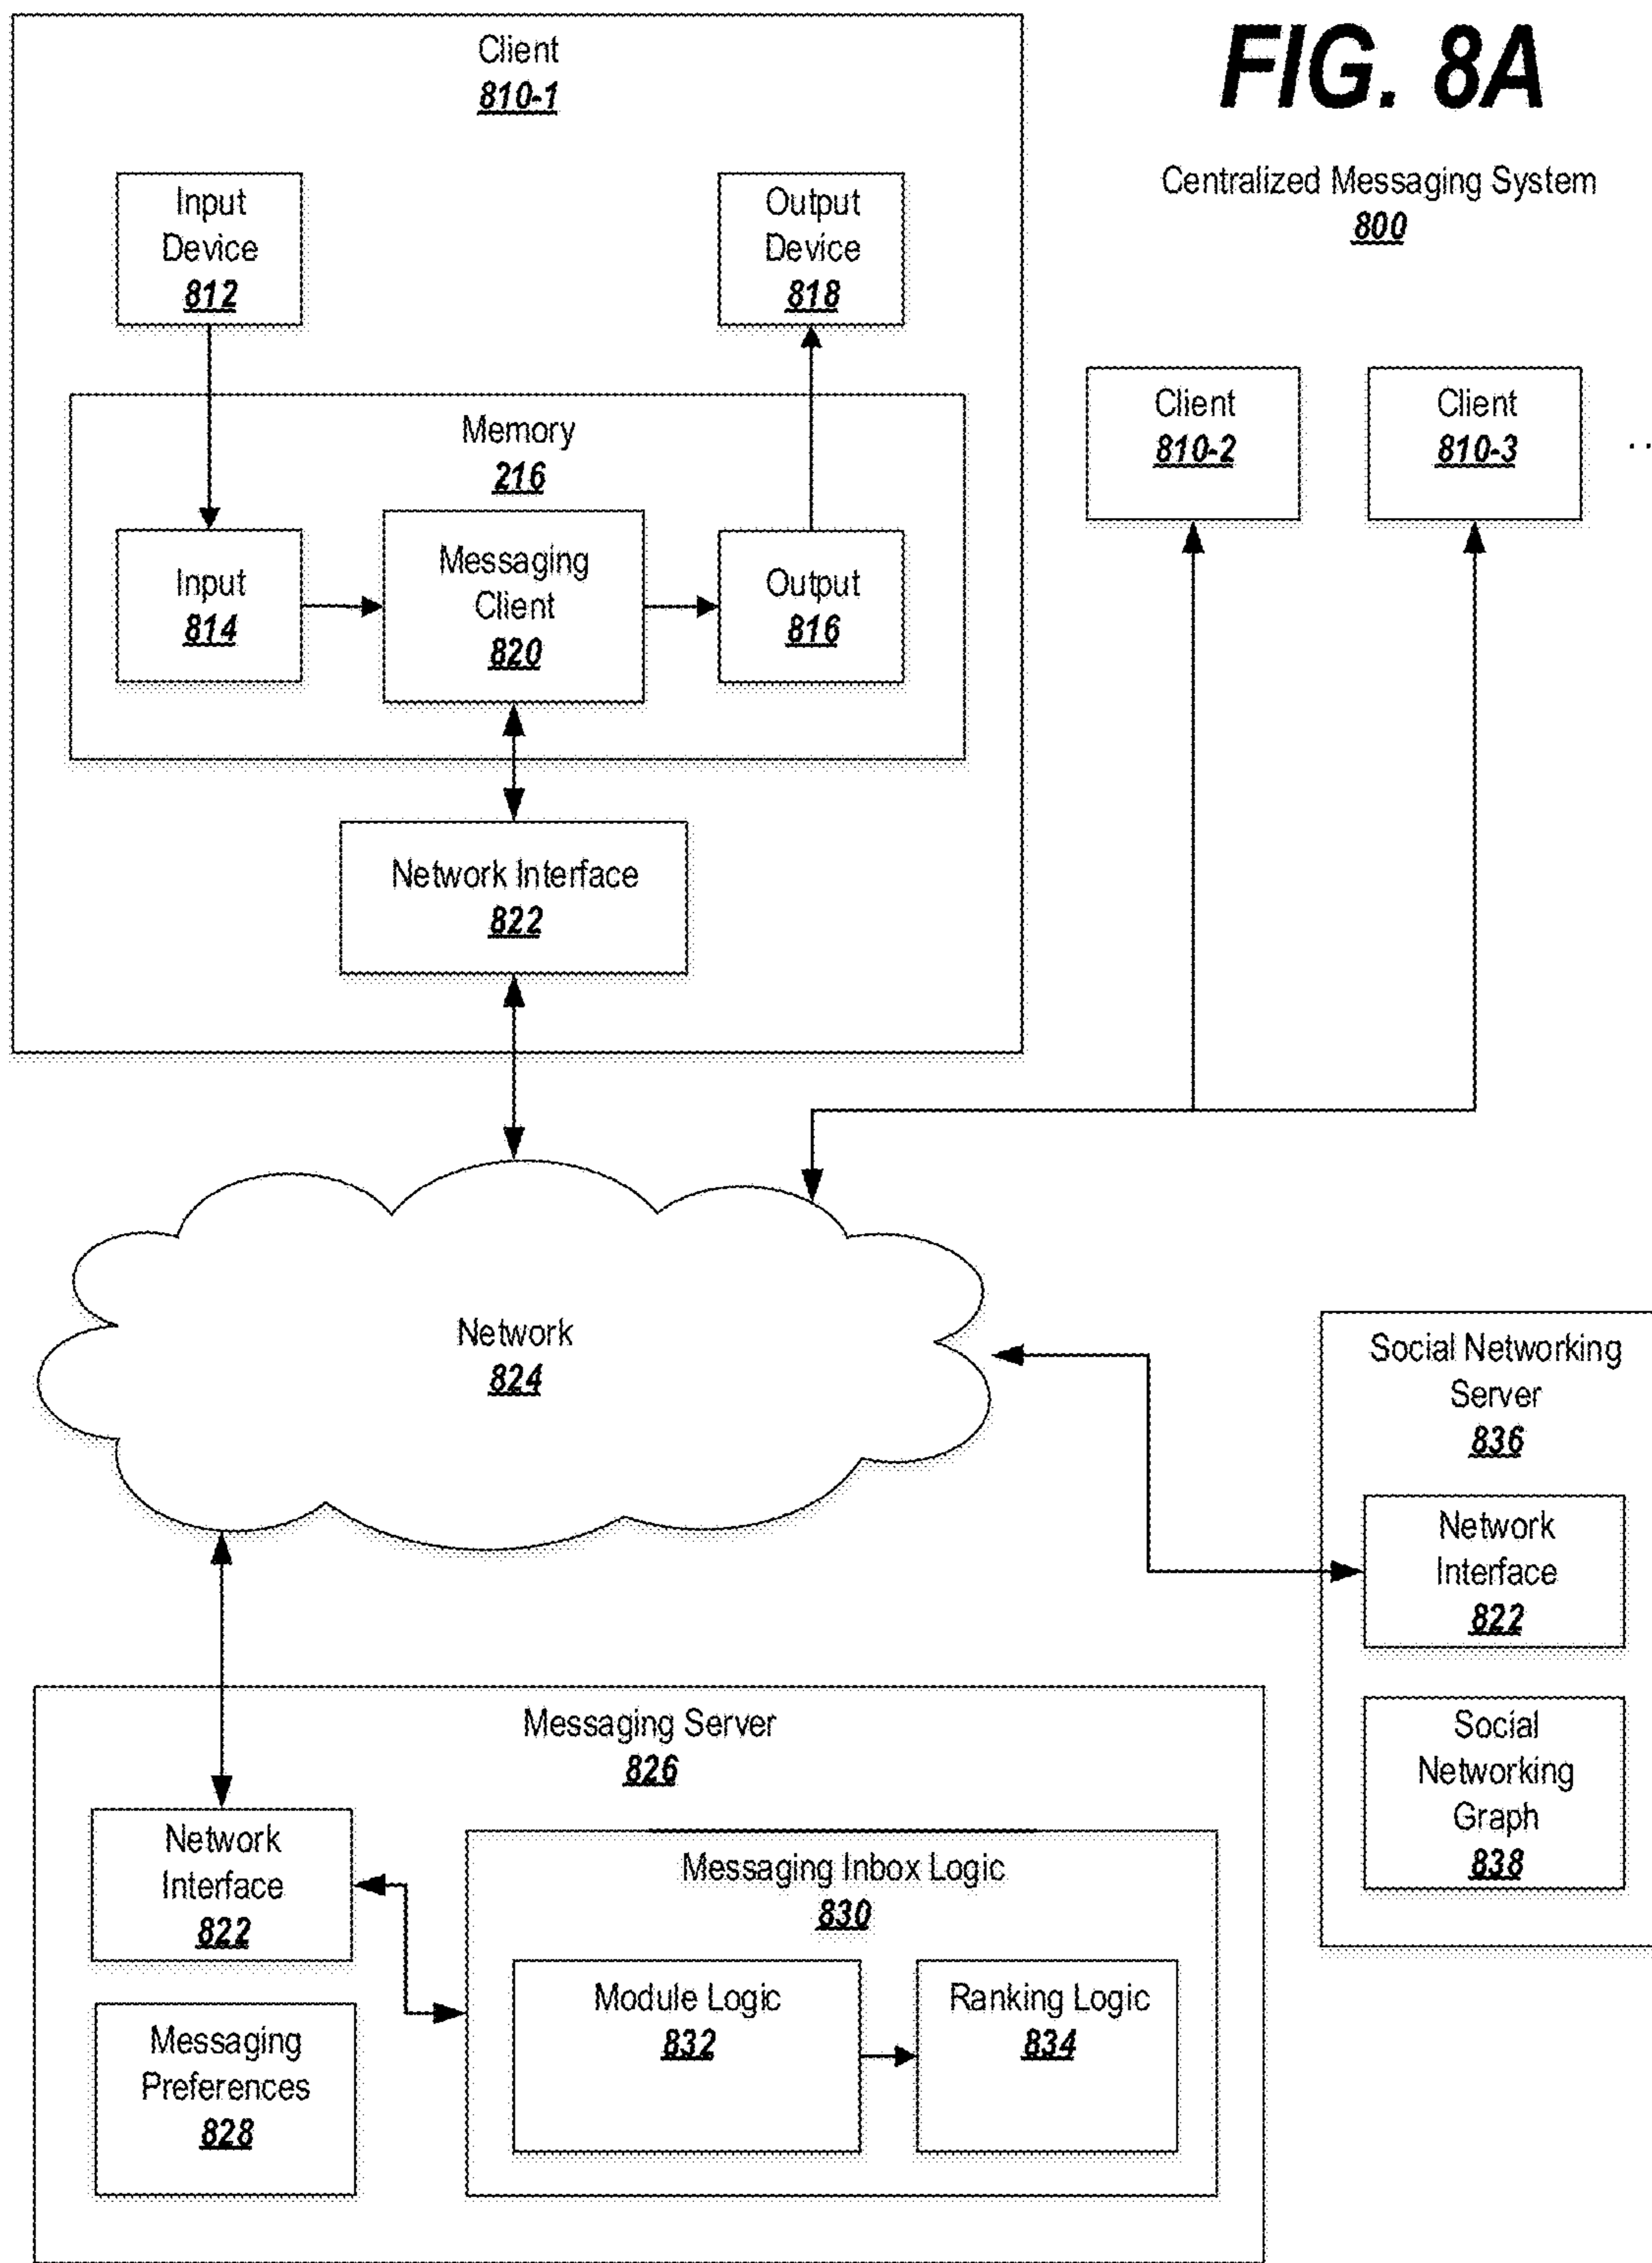 FIG. 8A
Centralized Messaging System
800
Client
810-1
Input
Device
812
Output
Device
818
Memory
216
Input
814
Messaging
Client
820
Output
816
Network Interface
822
Client
810-2
Client
810-3
..
Network
824
Social Networking
Server
836
Network
Interface
822
Social
Networking
Graph
838
Messaging Server
826
Network
Interface
822
Messaging
Preferences
828
Messaging Inbox Logic
830
Module Logic
832
Ranking Logic
834